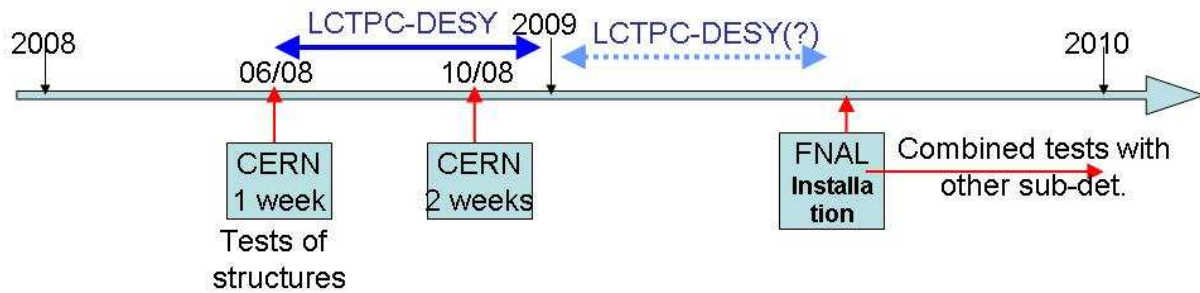 LCTPC-DESY
2008
2009
LCTPC-DESY(?)
2010
06/08
10/08
CERN
1 week
CERN
2 weeks
FNAL
Installa
tion
Combined tests with
other sub-det.
Tests of
structures